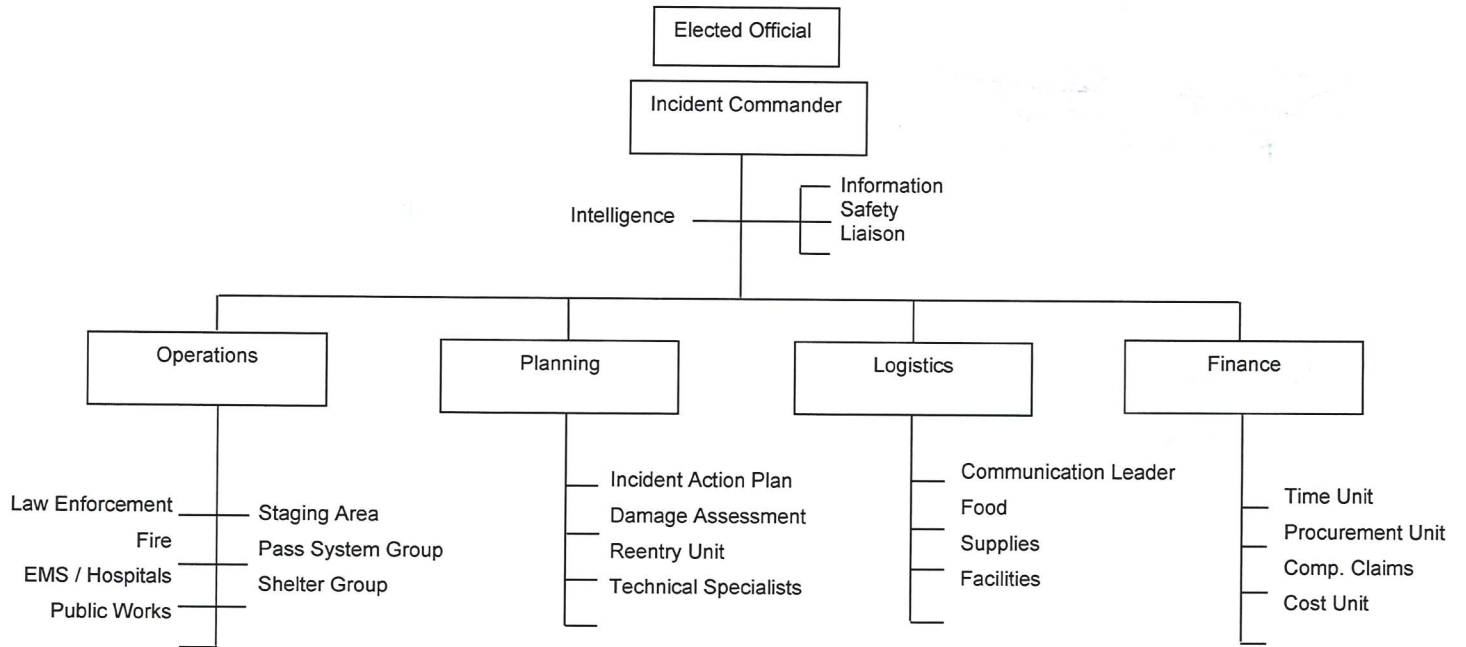 Elected Official
Incident Commander
Intelligence
Information
Safety
Liaison
Operations
Planning
Logistics
Finance
Law Enforcement
Fire
EMS / Hospitals
Public Works
Staging Area
Pass System Group
Shelter Group
Incident Action Plan
Damage Assessment
Reentry Unit
Technical Specialists
Communication Leader
Food
Supplies
Facilities
Time Unit
Procurement Unit
Comp. Claims
Cost Unit